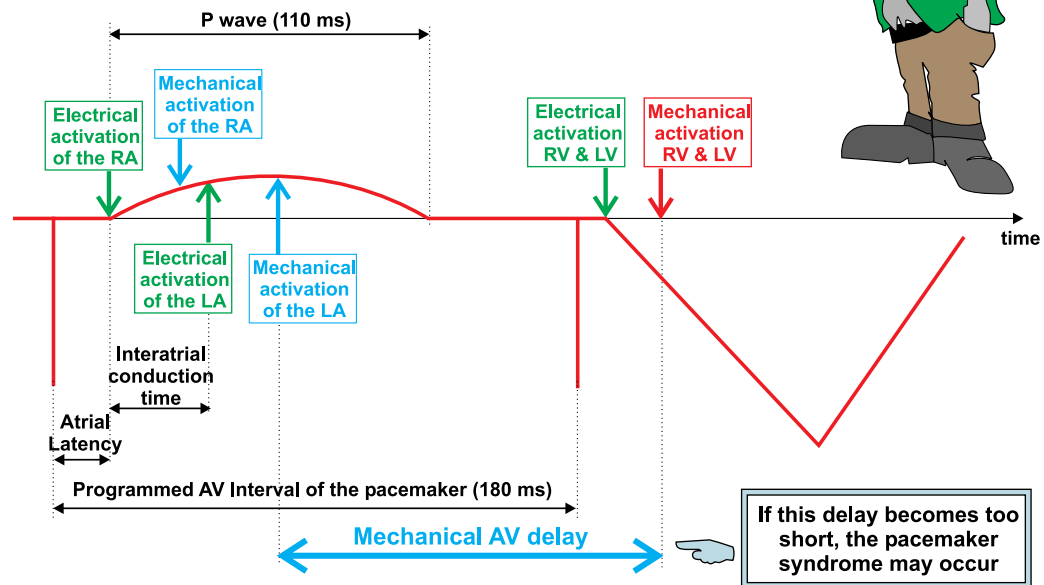 P wave (110 ms)
Mechanical
activation
of the RA
Electrical
activation
of the RA
Electrical
activation
RV & LV
Mechanical
activation
RV & LV
time
Electrical
activation
of the LA
Mechanical
activation
of the LA
Interatrial
conduction
time
Atrial
Latency
Programmed AV Interval of the pacemaker (180 ms)
Mechanical AV delay
If this delay becomes too
short, the pacemaker
syndrome may occur